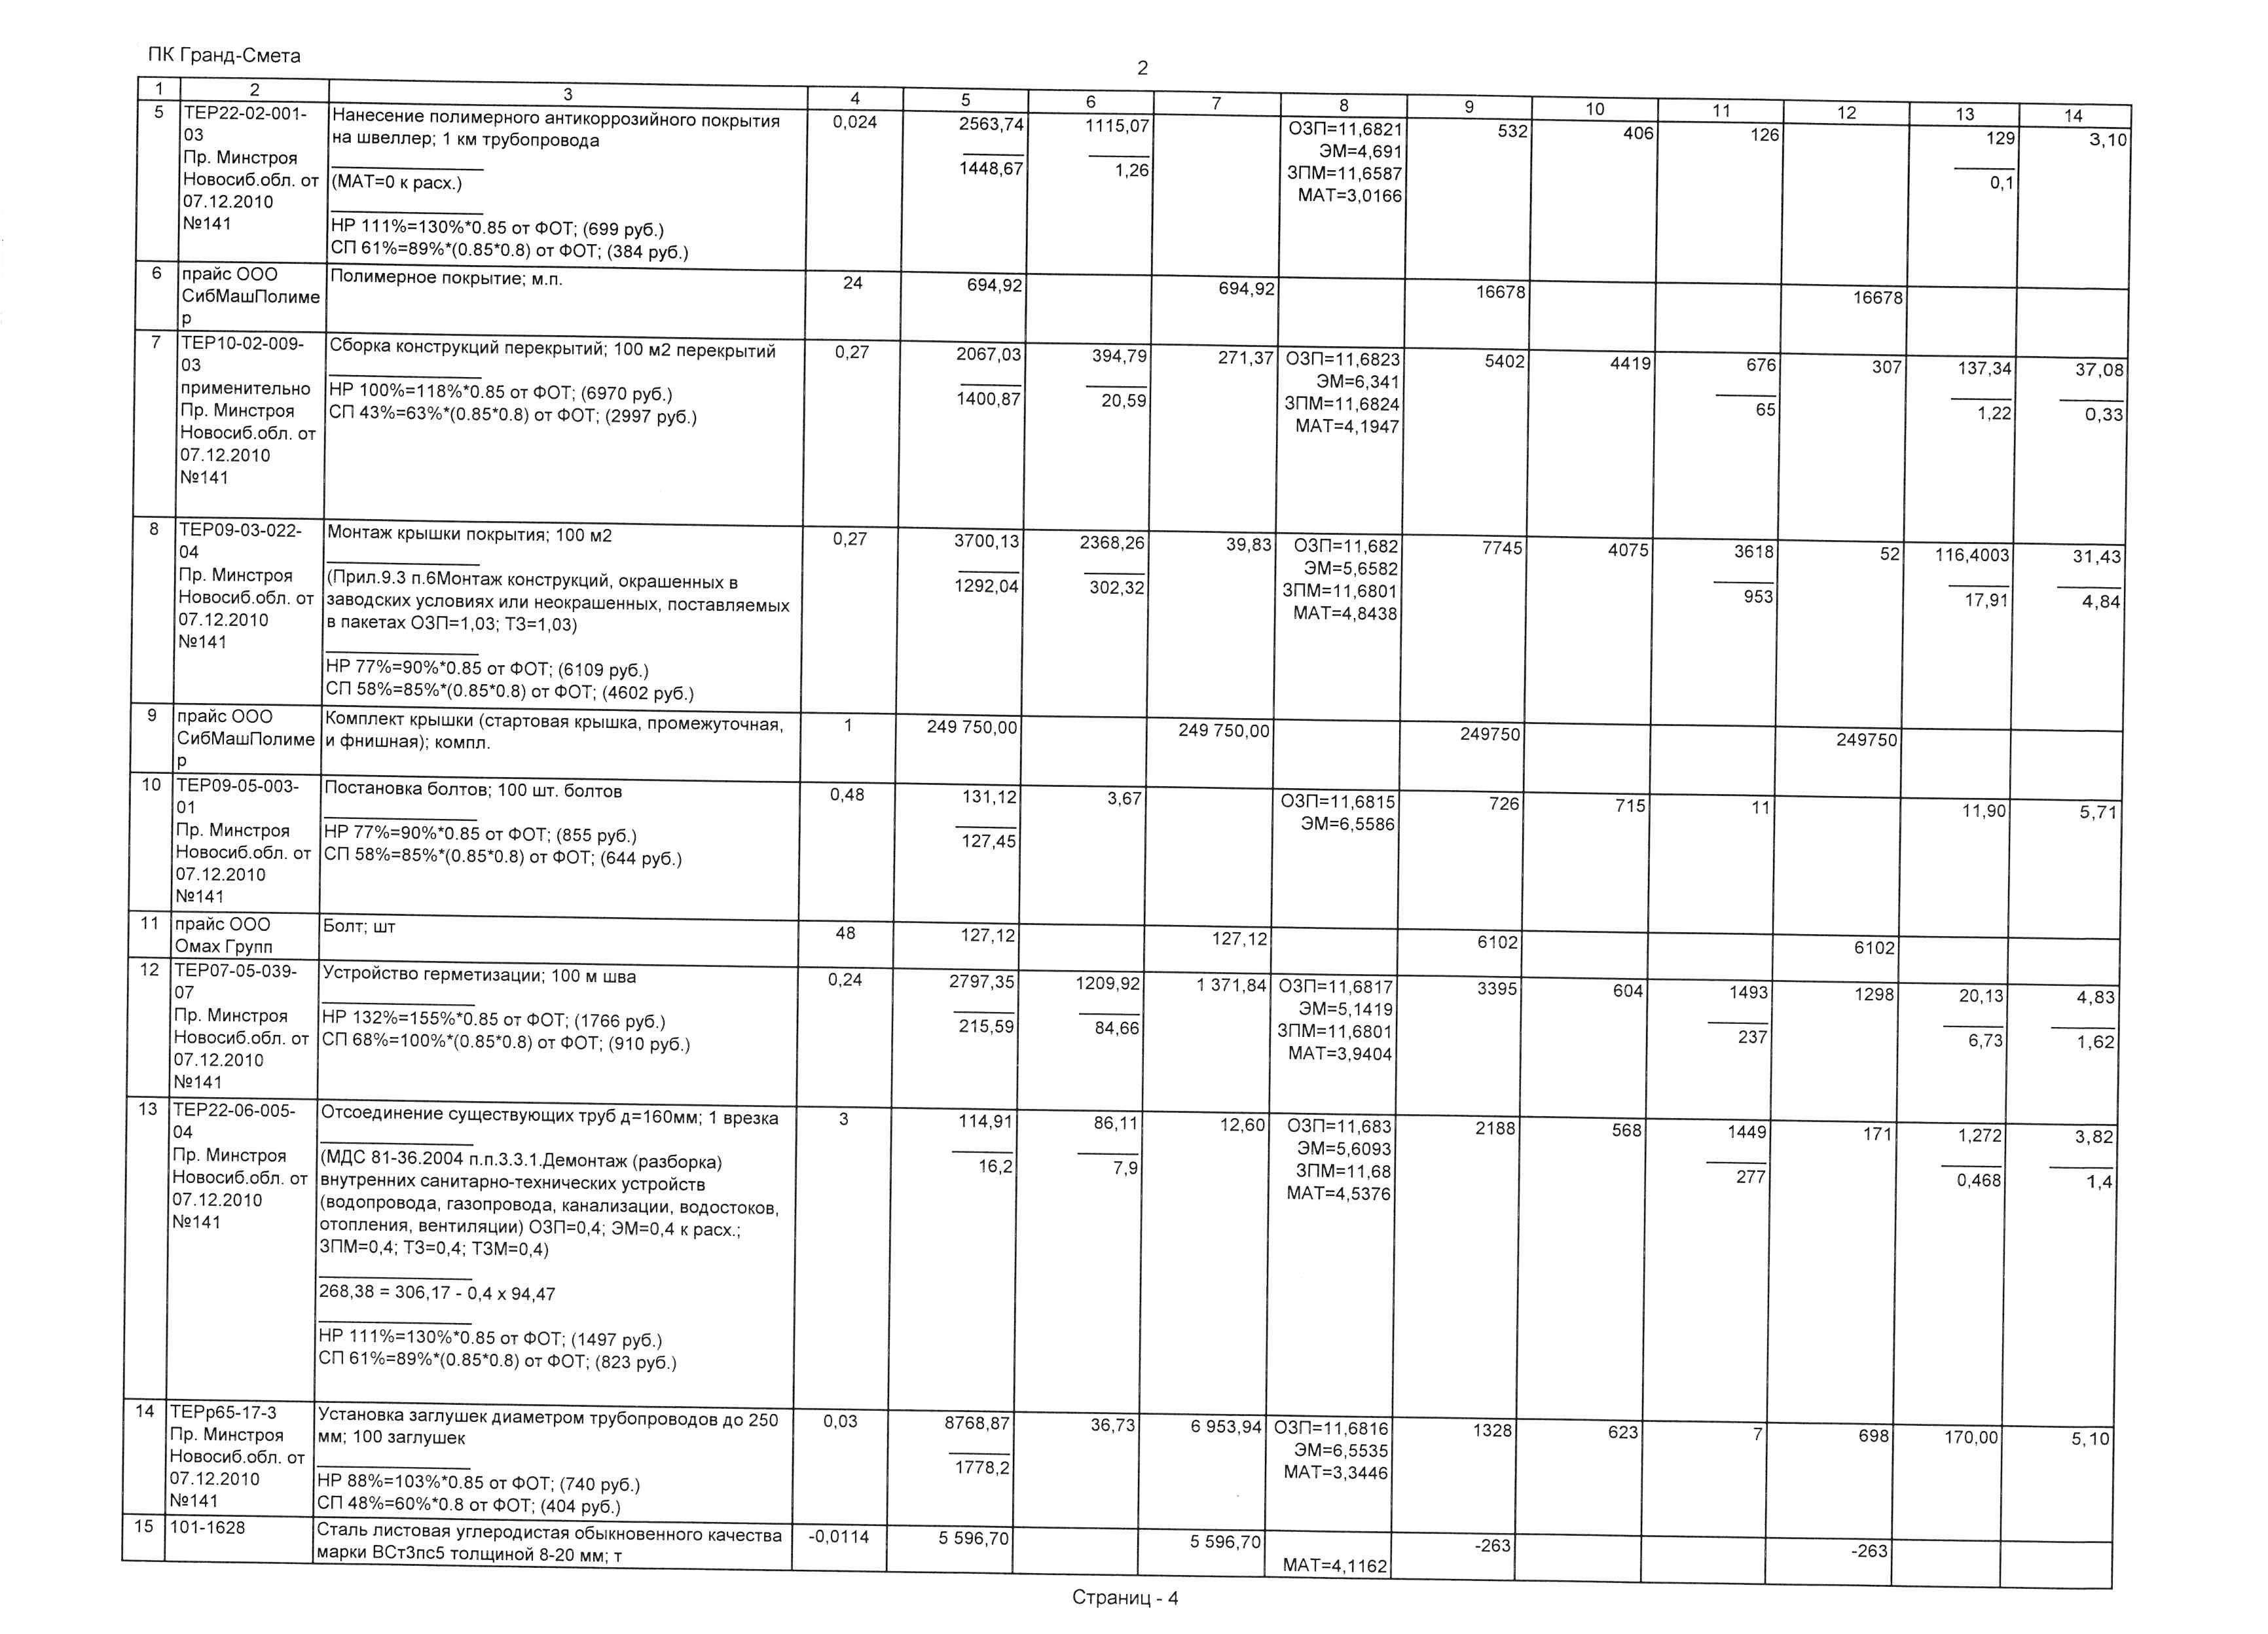 ПК Гранд-Смета
2
1 2 3 4 5 6 7 8 9 10 11 12 13 14
5 ТЕР22-02-001- Нанесение полимерного антикоррозийного покрытия 0,024 2563,74 1115,07 ОЗП=11,6821 532 406 126 129 3,10
03 на швеллер; 1 км трубопровода ЭМ=4,691
Пр. Минстроя 1448,67 1,26 ЗПМ=11,6587 0,1
Новосиб.обл. от (МАТ=0 к расх.) МАТ=3,0166
07.12.2010
№141 НР 111%=130%*0.85 от ФОТ; (699 руб.)
СП 61%=89%*(0.85*0.8) от ФОТ; (384 руб.)
6 прайс ООО Полимерное покрытие; м.п. 24 694,92 694,92 16678 16678
СибМашПолиме
р
7 ТЕР10-02-009- Сборка конструкций перекрытий; 100 м2 перекрытий 0,27 2067,03 394,79 271,37 ОЗП=11,6823 5402 4419 676 307 137,34 37,08
03 ЭМ=6,341
применительно НР 100%=118%*0.85 от ФОТ; (6970 руб.) 1400,87 20,59 ЗПМ=11,6824 65 1,22 0,33
Пр. Минстроя СП 43%=63%*(0.85*0.8) от ФОТ; (2997 руб.) МАТ=4,1947
Новосиб.обл. от
07.12.2010
№141
8 ТЕР09-03-022- Монтаж крышки покрытия; 100 м2 0,27 3700,13 2368,26 39,83 ОЗП=11,682 7745 4075 3618 52 116,4003 31,43
04 ЭМ=5,6582
Пр. Минстроя (Прил.9.3 п.6Монтаж конструкций, окрашенных в 1292,04 302,32 ЗПМ=11,6801 953 17,91 4,84
Новосиб.обл. от заводских условиях или неокрашенных, поставляемых МАТ=4,8438
07.12.2010 в пакетах ОЗП=1,03; ТЗ=1,03)
№141
НР 77%=90%*0.85 от ФОТ; (6109 руб.)
СП 58%=85%*(0.85*0.8) от ФОТ; (4602 руб.)
9 прайс ООО Комплект крышки (стартовая крышка, промежуточная, 1 249 750,00 249 750,00 249750 249750
СибМашПолиме и фнишная); компл.
р
10 ТЕР09-05-003- Постановка болтов; 100 шт. болтов 0,48 131,12 3,67 ОЗП=11,6815 726 715 11 11,90 5,71
01 ЭМ=6,5586
Пр. Минстроя НР 77%=90%*0.85 от ФОТ; (855 руб.) 127,45
Новосиб.обл. от СП 58%=85%*(0.85*0.8) от ФОТ; (644 руб.)
07.12.2010
№141
11 прайс ООО Болт; шт 48 127,12 127,12 6102 6102
Омах Групп
12 ТЕР07-05-039- Устройство герметизации; 100 м шва 0,24 2797,35 1209,92 1 371,84 ОЗП=11,6817 3395 604 1493 1298 20,13 4,83
07 ЭМ=5,1419
Пр. Минстроя НР 132%=155%*0.85 от ФОТ; (1766 руб.) 215,59 84,66 ЗПМ=11,6801 237 6,73 1,62
Новосиб.обл. от СП 68%=100%*(0.85*0.8) от ФОТ; (910 руб.) МАТ=3,9404
07.12.2010
№141
13 ТЕР22-06-005- Отсоединение существующих труб д=160мм; 1 врезка 3 114,91 86,11 12,60 ОЗП=11,683 2188 568 1449 171 1,272 3,82
04 ЭМ=5,6093
Пр. Минстроя (МДС 81-36.2004 п.п.3.3.1.Демонтаж (разборка) 16,2 7,9 ЗПМ=11,68 277 0,468 1,4
Новосиб.обл. от внутренних санитарно-технических устройств МАТ=4,5376
07.12.2010 (водопровода, газопровода, канализации, водостоков,
№141 отопления, вентиляции) ОЗП=0,4; ЭМ=0,4 к расх.;
ЗПМ=0,4; ТЗ=0,4; ТЗМ=0,4)
268,38 = 306,17 - 0,4 х 94,47
НР 111%=130%*0.85 от ФОТ; (1497 руб.)
СП 61%=89%*(0.85*0.8) от ФОТ; (823 руб.)
14 ТЕРр65-17-3 Установка заглушек диаметром трубопроводов до 250 0,03 8768,87 36,73 6 953,94 ОЗП=11,6816 1328 623 7 698 170,00 5,10
Пр. Минстроя мм; 100 заглушек ЭМ=6,5535
Новосиб.обл. от 1778,2 МАТ=3,3446
07.12.2010 НР 88%=103%*0.85 от ФОТ; (740 руб.)
№141 СП 48%=60%*0.8 от ФОТ; (404 руб.)
15 101-1628 Сталь листовая углеродистая обыкновенного качества -0,0114 5 596,70 5 596,70 -263 -263
марки ВСт3пс5 толщиной 8-20 мм; т МАТ=4,1162
Страниц - 4